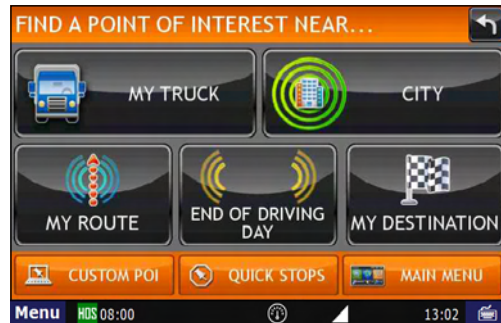 FIND A POINT OF INTEREST NEAR...
MY TRUCK
CITY
MY ROUTE
END OF DRIVING
DAY
MY DESTINATION
CUSTOM POI
QUICK STOPS
MAIN MENU
Menu HOS 08:00 13:02